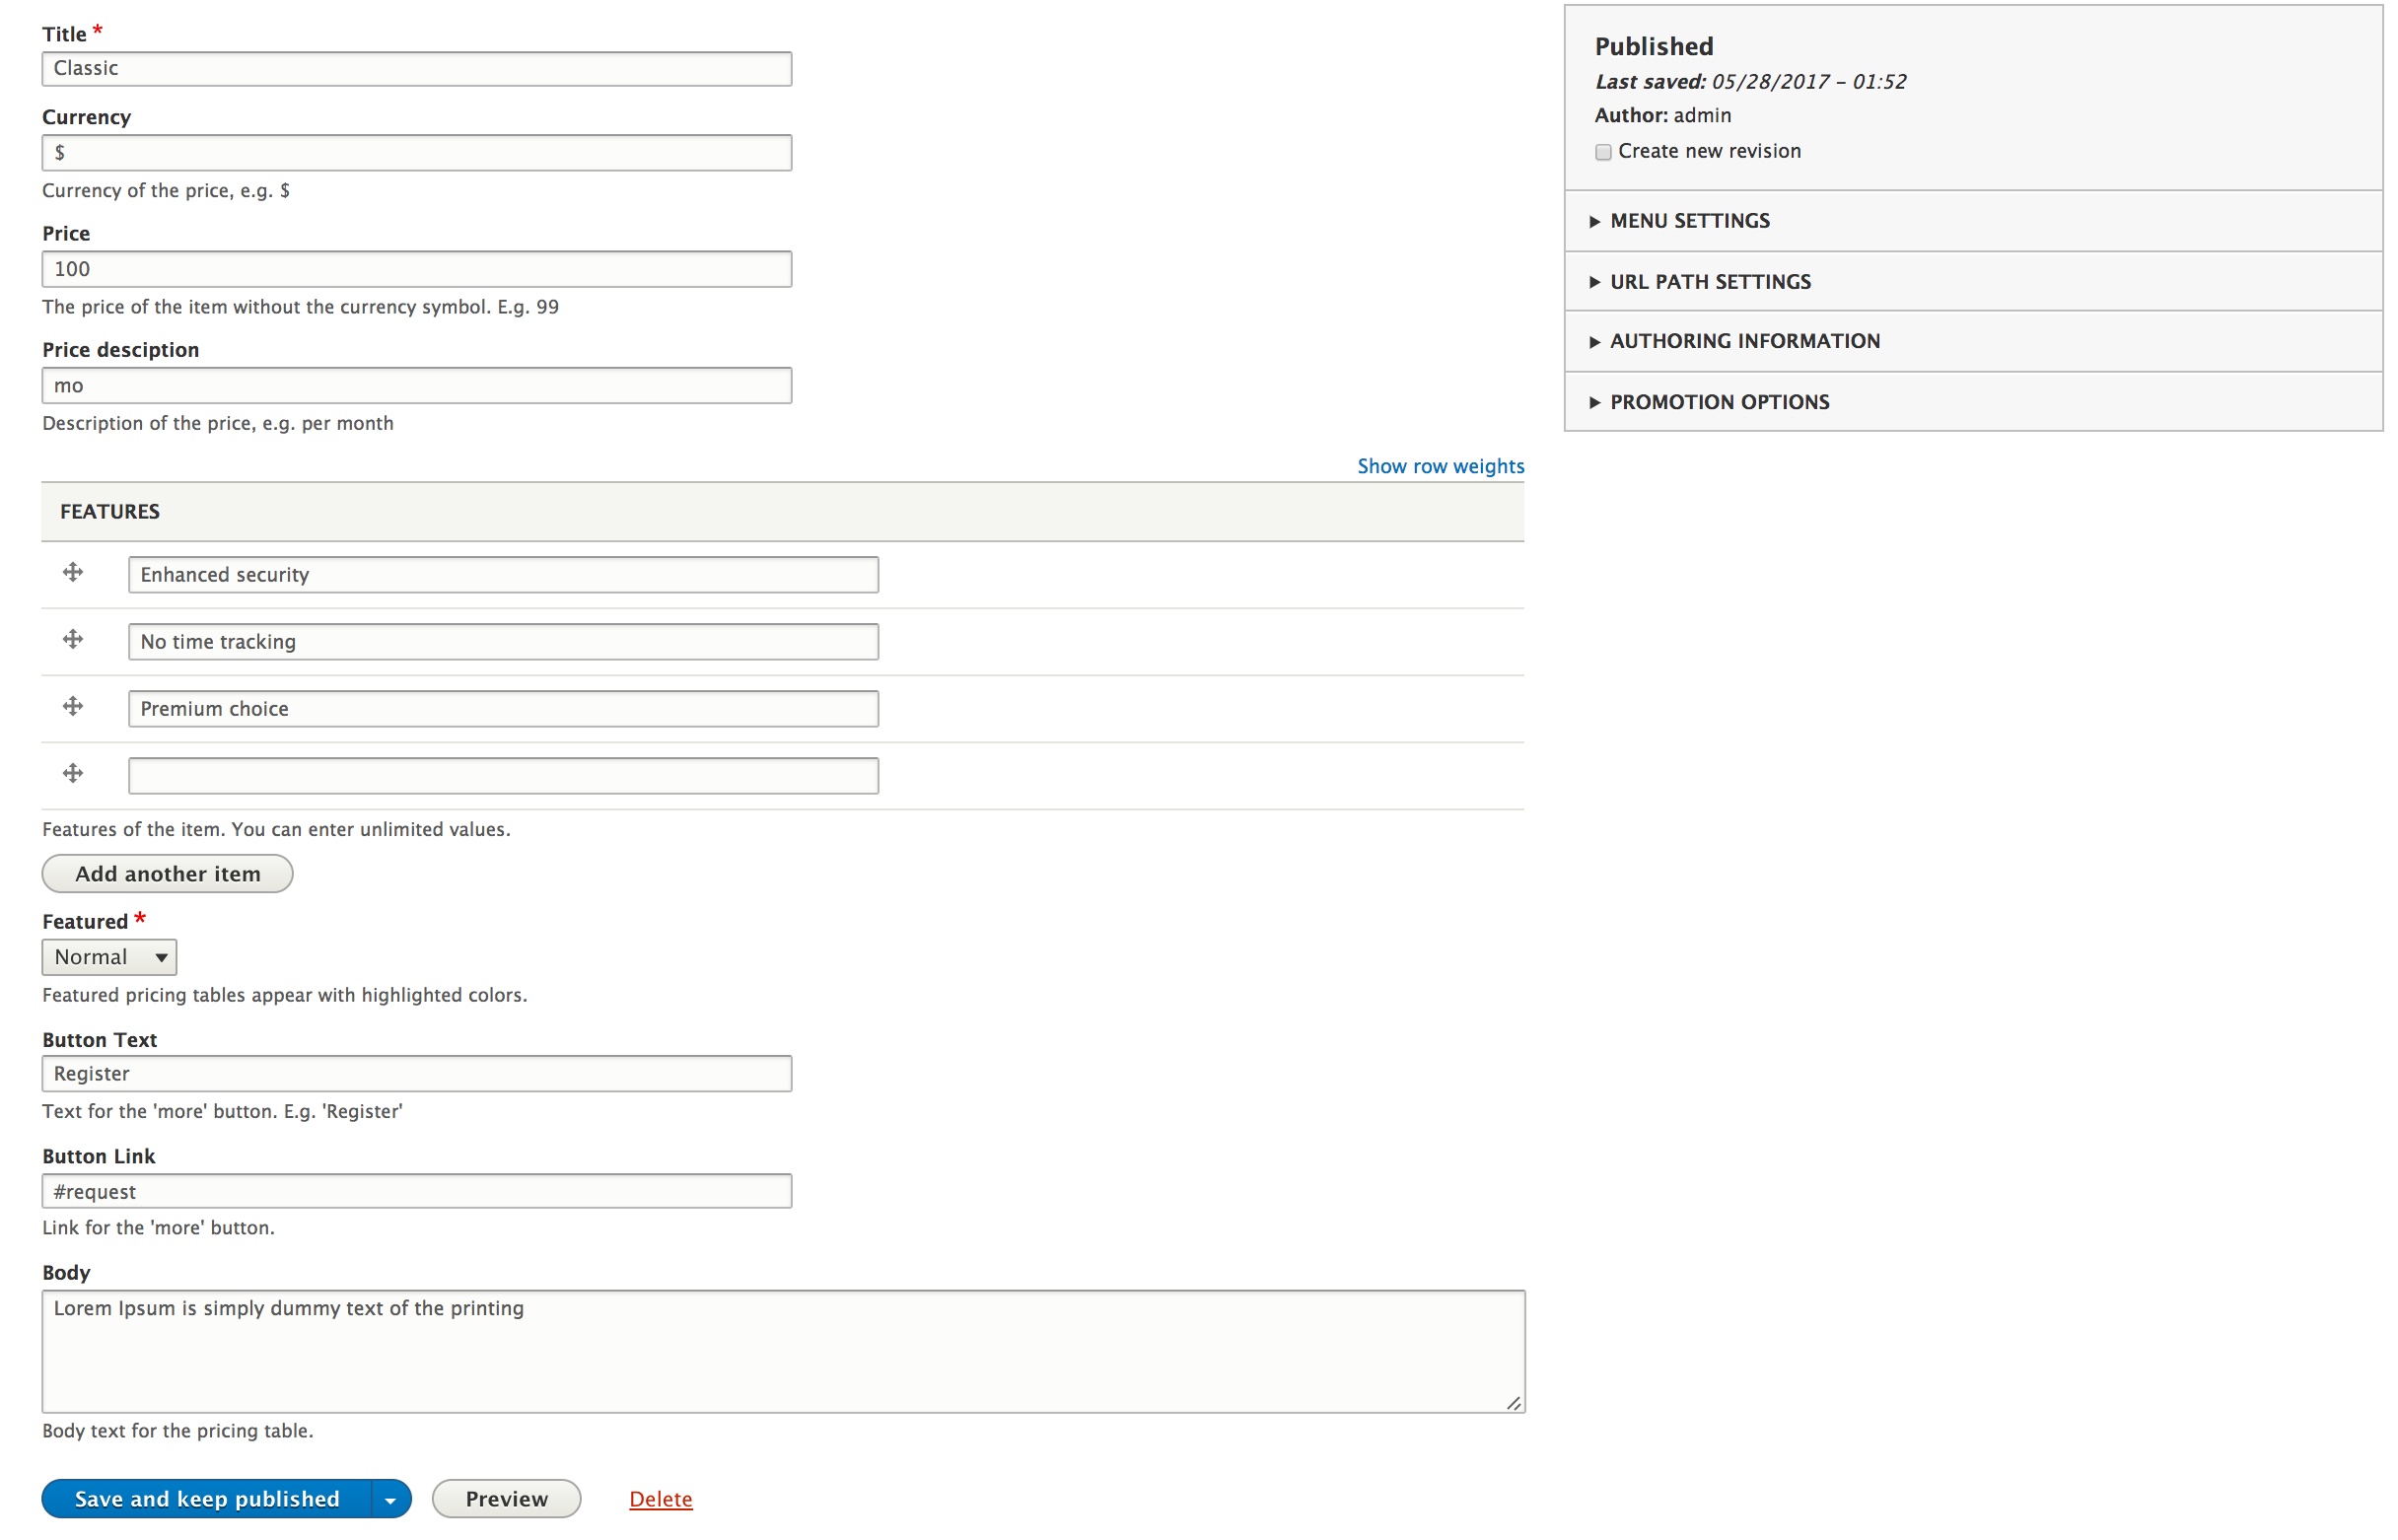 Title *
Classic
Currency
$
Currency of the price, e.g. $
Price
100
The price of the item without the currency symbol. E.g. 99
Price desciption
mo
Description of the price, e.g. per month
Show row weights
FEATURES
Enhanced security
No time tracking
Premium choice
Features of the item. You can enter unlimited values.
Add another item
Featured *
Normal
Featured pricing tables appear with highlighted colors.
Button Text
Register
Text for the 'more' button. E.g. 'Register'
Button Link
#request
Link for the 'more' button.
Body
Lorem Ipsum is simply dummy text of the printing
Body text for the pricing table.
Save and keep published
Preview
Delete
Published
Last saved: 05/28/2017 – 01:52
Author: admin
Create new revision
MENU SETTINGS
URL PATH SETTINGS
AUTHORING INFORMATION
PROMOTION OPTIONS